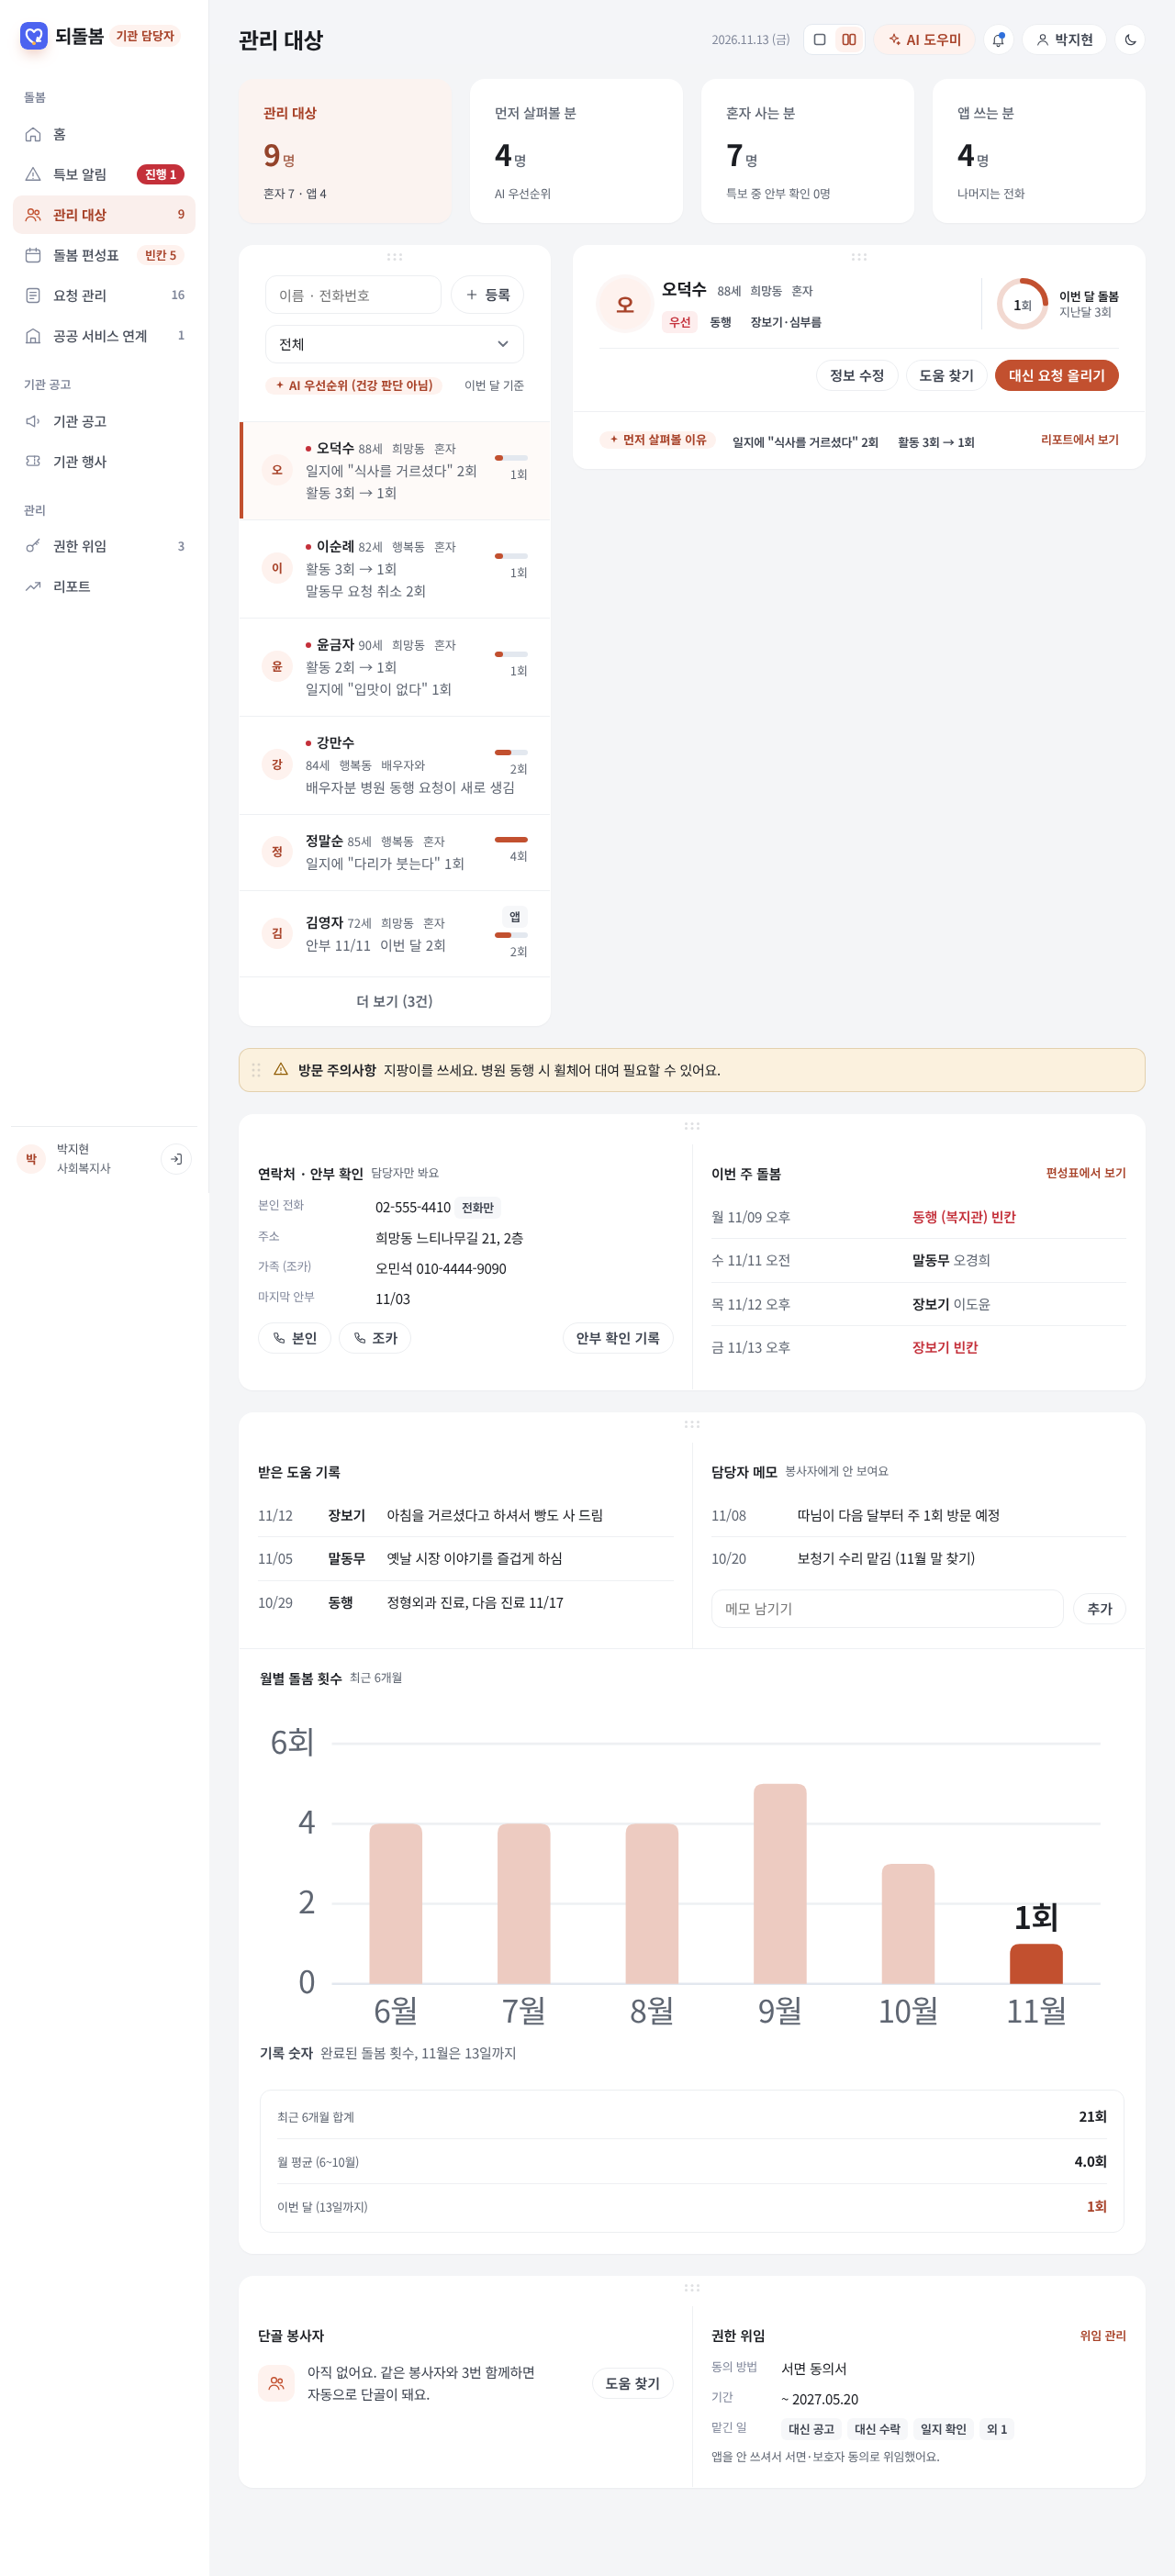 되돌봄 기관 담당자
돌봄
홈
특보 알림 진행 1
관리 대상 9
돌봄 편성표 빈칸 5
요청 관리 16
공공 서비스 연계 1
기관 공고
기관 공고
기관 행사
관리
권한 위임 3
리포트
박 박지현
사회복지사
관리 대상
2026.11.13 (금) AI 도우미 박지현
관리 대상
9명
혼자 7 · 앱 4
먼저 살펴볼 분
4명
AI 우선순위
혼자 사는 분
7명
특보 중 안부 확인 0명
앱 쓰는 분
4명
나머지는 전화
이름 · 전화번호 + 등록
전체
AI 우선순위 (건강 판단 아님) 이번 달 기준
오 오덕수 88세 희망동 혼자
일지에 "식사를 거르셨다" 2회
활동 3회 → 1회
1회
이 이순례 82세 행복동 혼자
활동 3회 → 1회
말동무 요청 취소 2회
1회
윤 윤금자 90세 희망동 혼자
활동 2회 → 1회
일지에 "입맛이 없다" 1회
1회
강 강만수
84세 행복동 배우자와
배우자분 병원 동행 요청이 새로 생김
2회
정 정말순 85세 행복동 혼자
일지에 "다리가 붓는다" 1회
4회
김 김영자 72세 희망동 혼자
안부 11/11 이번 달 2회
앱
2회
더 보기 (3건)
오 오덕수 88세 희망동 혼자
우선 동행 장보기·심부름
1회 이번 달 돌봄
지난달 3회
정보 수정 도움 찾기 대신 요청 올리기
먼저 살펴볼 이유 일지에 "식사를 거르셨다" 2회 활동 3회 → 1회 리포트에서 보기
방문 주의사항 지팡이를 쓰세요. 병원 동행 시 휠체어 대여 필요할 수 있어요.
연락처 · 안부 확인 담당자만 봐요
본인 전화 02-555-4410 전화만
주소 희망동 느티나무길 21, 2층
가족 (조카) 오민석 010-4444-9090
마지막 안부 11/03
본인 조카 안부 확인 기록
이번 주 돌봄 편성표에서 보기
월 11/09 오후 동행 (복지관) 빈칸
수 11/11 오전 말동무 오경희
목 11/12 오후 장보기 이도윤
금 11/13 오후 장보기 빈칸
받은 도움 기록
11/12 장보기 아침을 거르셨다고 하셔서 빵도 사 드림
11/05 말동무 옛날 시장 이야기를 즐겁게 하심
10/29 동행 정형외과 진료, 다음 진료 11/17
담당자 메모 봉사자에게 안 보여요
11/08 따님이 다음 달부터 주 1회 방문 예정
10/20 보청기 수리 맡김 (11월 말 찾기)
메모 남기기 추가
월별 돌봄 횟수 최근 6개월
6회
4
2
0
1회
6월 7월 8월 9월 10월 11월
기록 숫자 완료된 돌봄 횟수, 11월은 13일까지
최근 6개월 합계 21회
월 평균 (6~10월) 4.0회
이번 달 (13일까지) 1회
단골 봉사자
아직 없어요. 같은 봉사자와 3번 함께하면
자동으로 단골이 돼요.
도움 찾기
권한 위임 위임 관리
동의 방법 서면 동의서
기간 ~ 2027.05.20
맡긴 일 대신 공고 대신 수락 일지 확인 외 1
앱을 안 쓰셔서 서면·보호자 동의로 위임했어요.